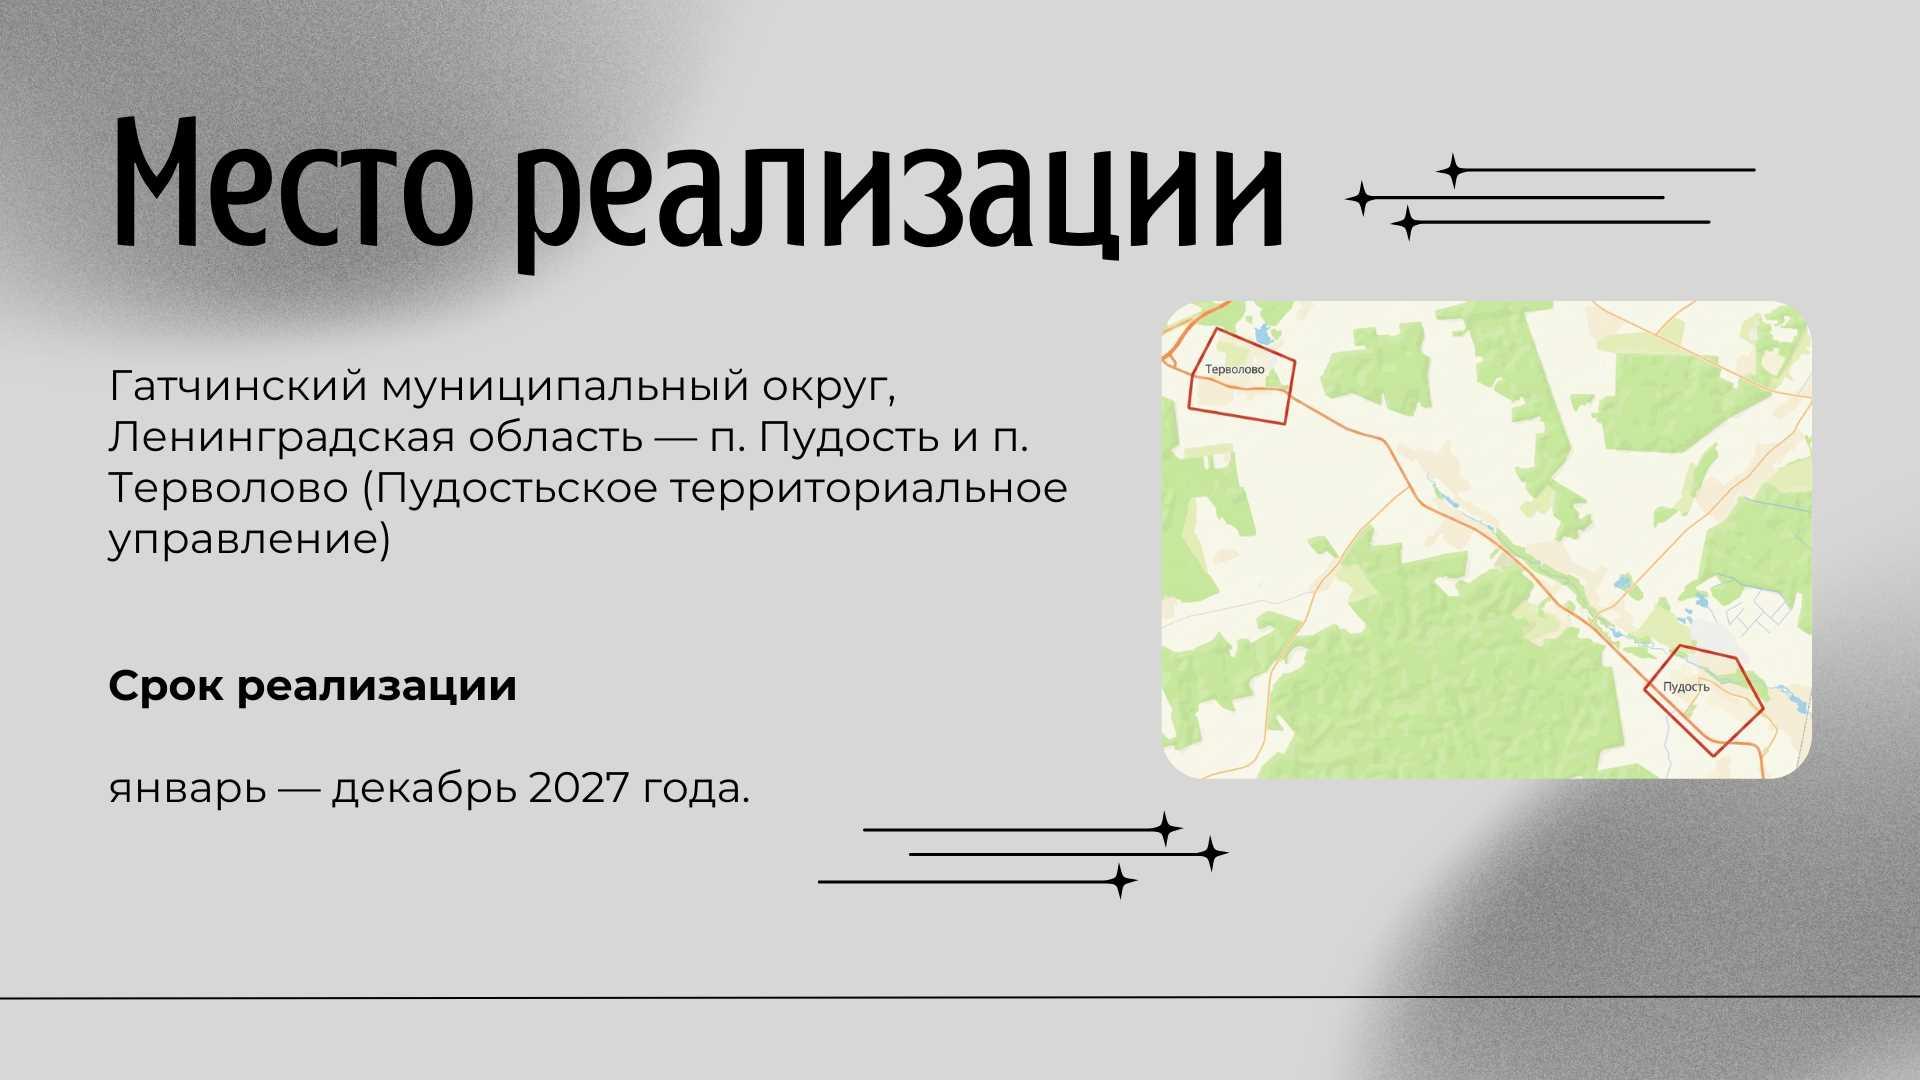 Место реализации
Гатчинский муниципальный округ,
Ленинградская область — п. Пудость и п.
Терволово (Пудостьское территориальное
управление)
Срок реализации
январь — декабрь 2027 года.
Терволово
Пудость